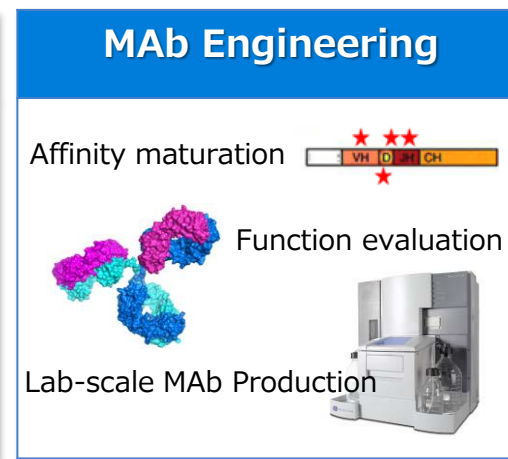 MAb Engineering
Affinity maturation
VH D JH CH
Function evaluation
Lab-scale MAb Production